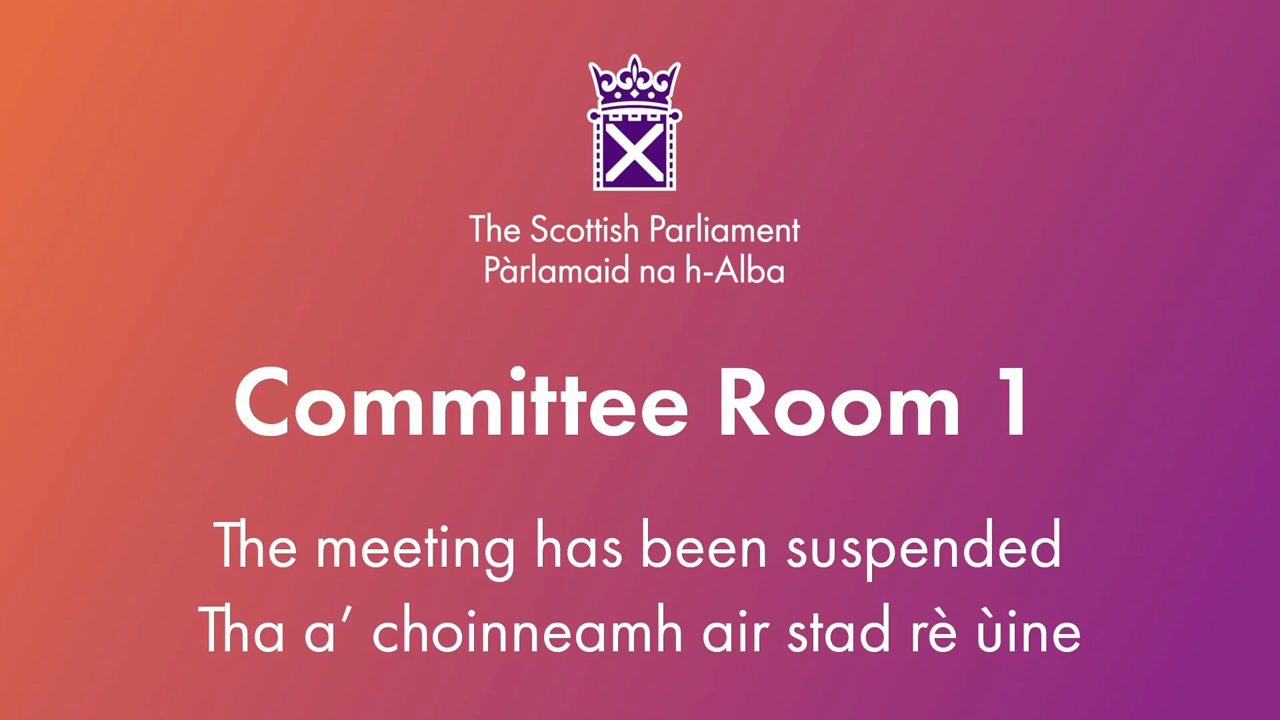 The Scottish Parliament
Pàrlamaid na h-Alba
Committee Room 1
The meeting has been suspended
Tha a’ choinneamh air stad rè ùine